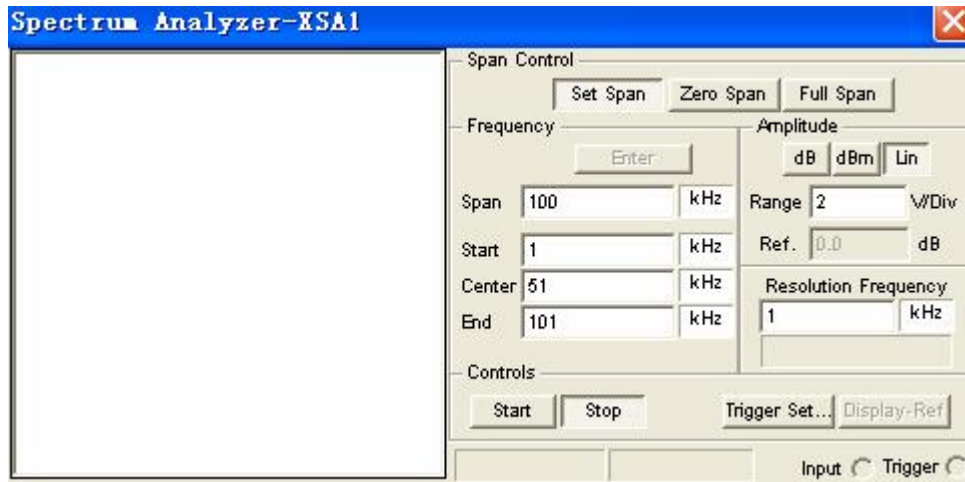 Spectrum Analyzer-XSA1
Span Control
Set Span Zero Span Full Span
Frequency
Enter
Span 100 kHz
Start 1 kHz
Center 51 kHz
End 101 kHz
Amplitude
dB dBm Lin
Range 2 V/Div
Ref. 0.0 dB
Resolution Frequency
1 kHz
Controls
Start Stop Trigger Set... Display-Ref
Input Trigger